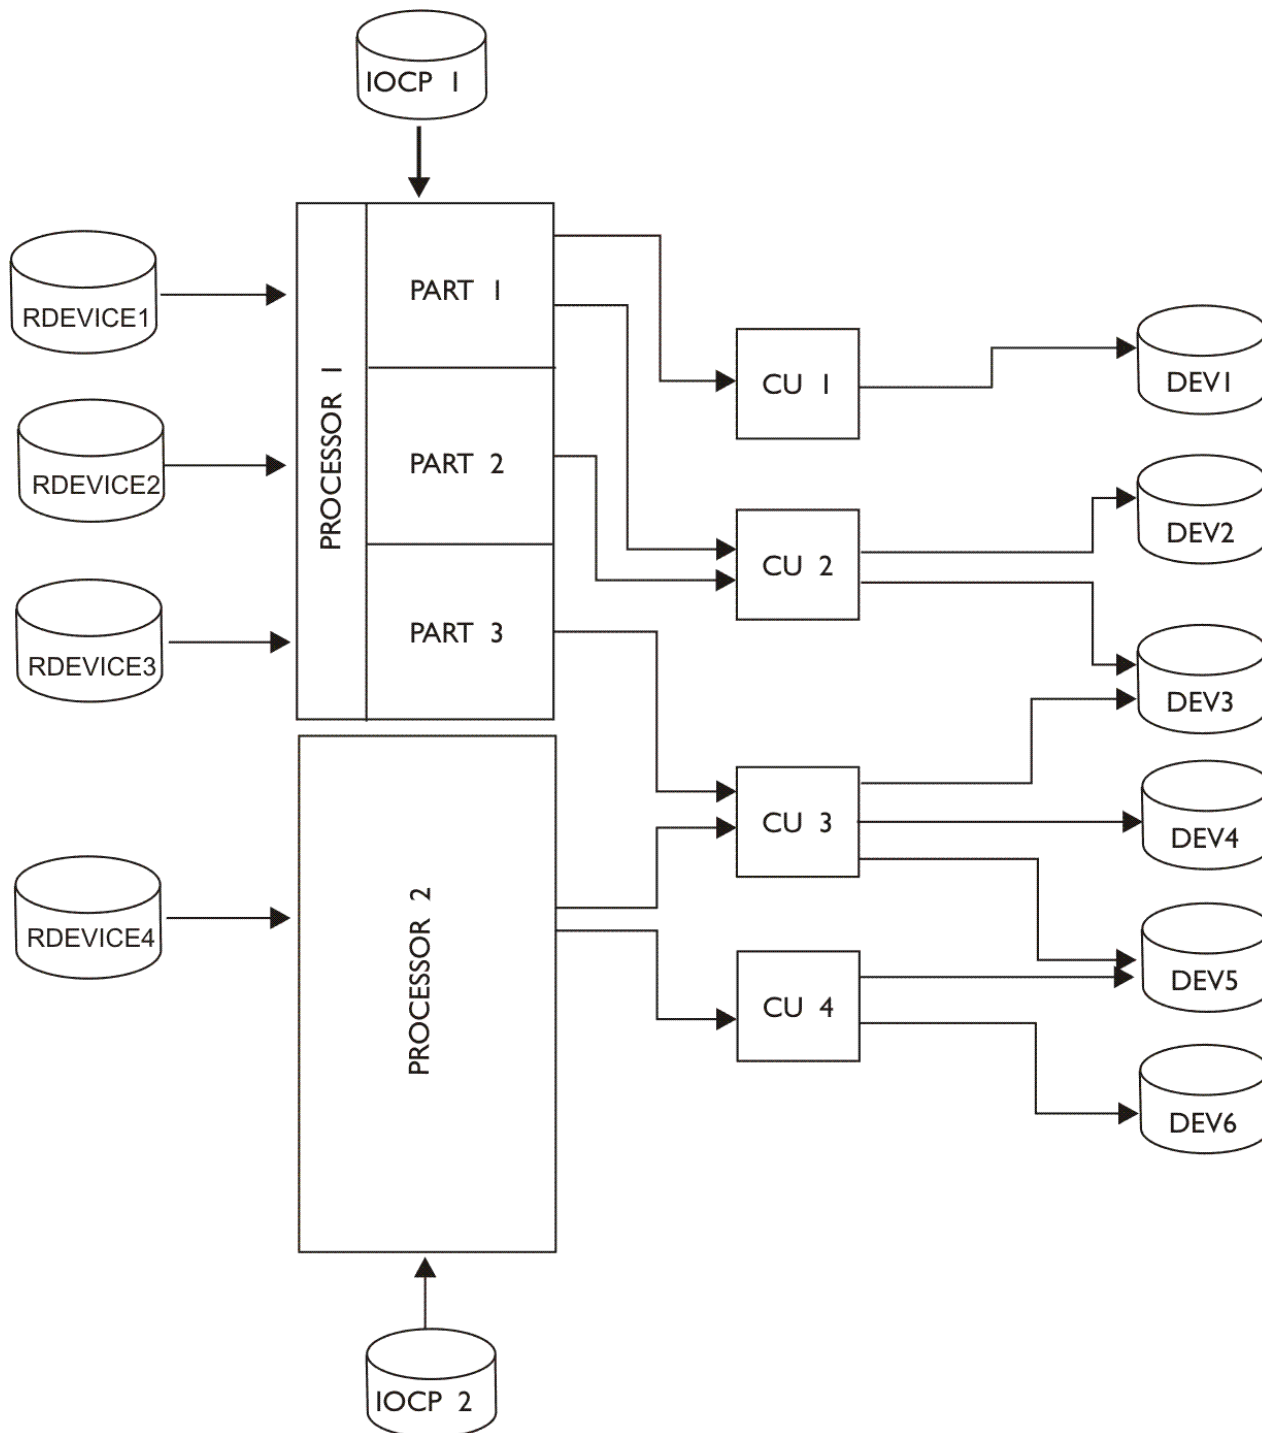 IOCP 1
RDEVICE1
PROCESSOR 1
PART 1
CU 1
DEV1
RDEVICE2
PART 2
CU 2
DEV2
RDEVICE3
PART 3
DEV3
CU 3
DEV4
RDEVICE4
PROCESSOR 2
CU 4
DEV5
DEV6
IOCP 2